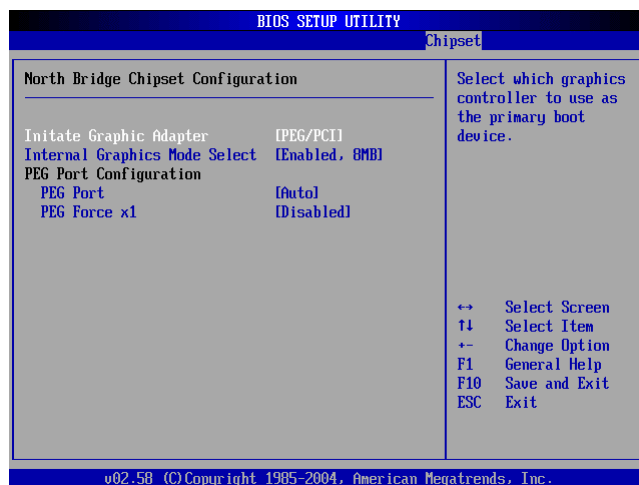 BIOS SETUP UTILITY
Chipset
North Bridge Chipset Configuration
Initate Graphic Adapter [PEG/PCI]
Internal Graphics Mode Select [Enabled, 8MB]
PEG Port Configuration
PEG Port [Auto]
PEG Force x1 [Disabled]
Select which graphics
controller to use as
the primary boot
device.
↔ Select Screen
↑↓ Select Item
+- Change Option
F1 General Help
F10 Save and Exit
ESC Exit
v02.58 (C)Copyright 1985-2004, American Megatrends, Inc.